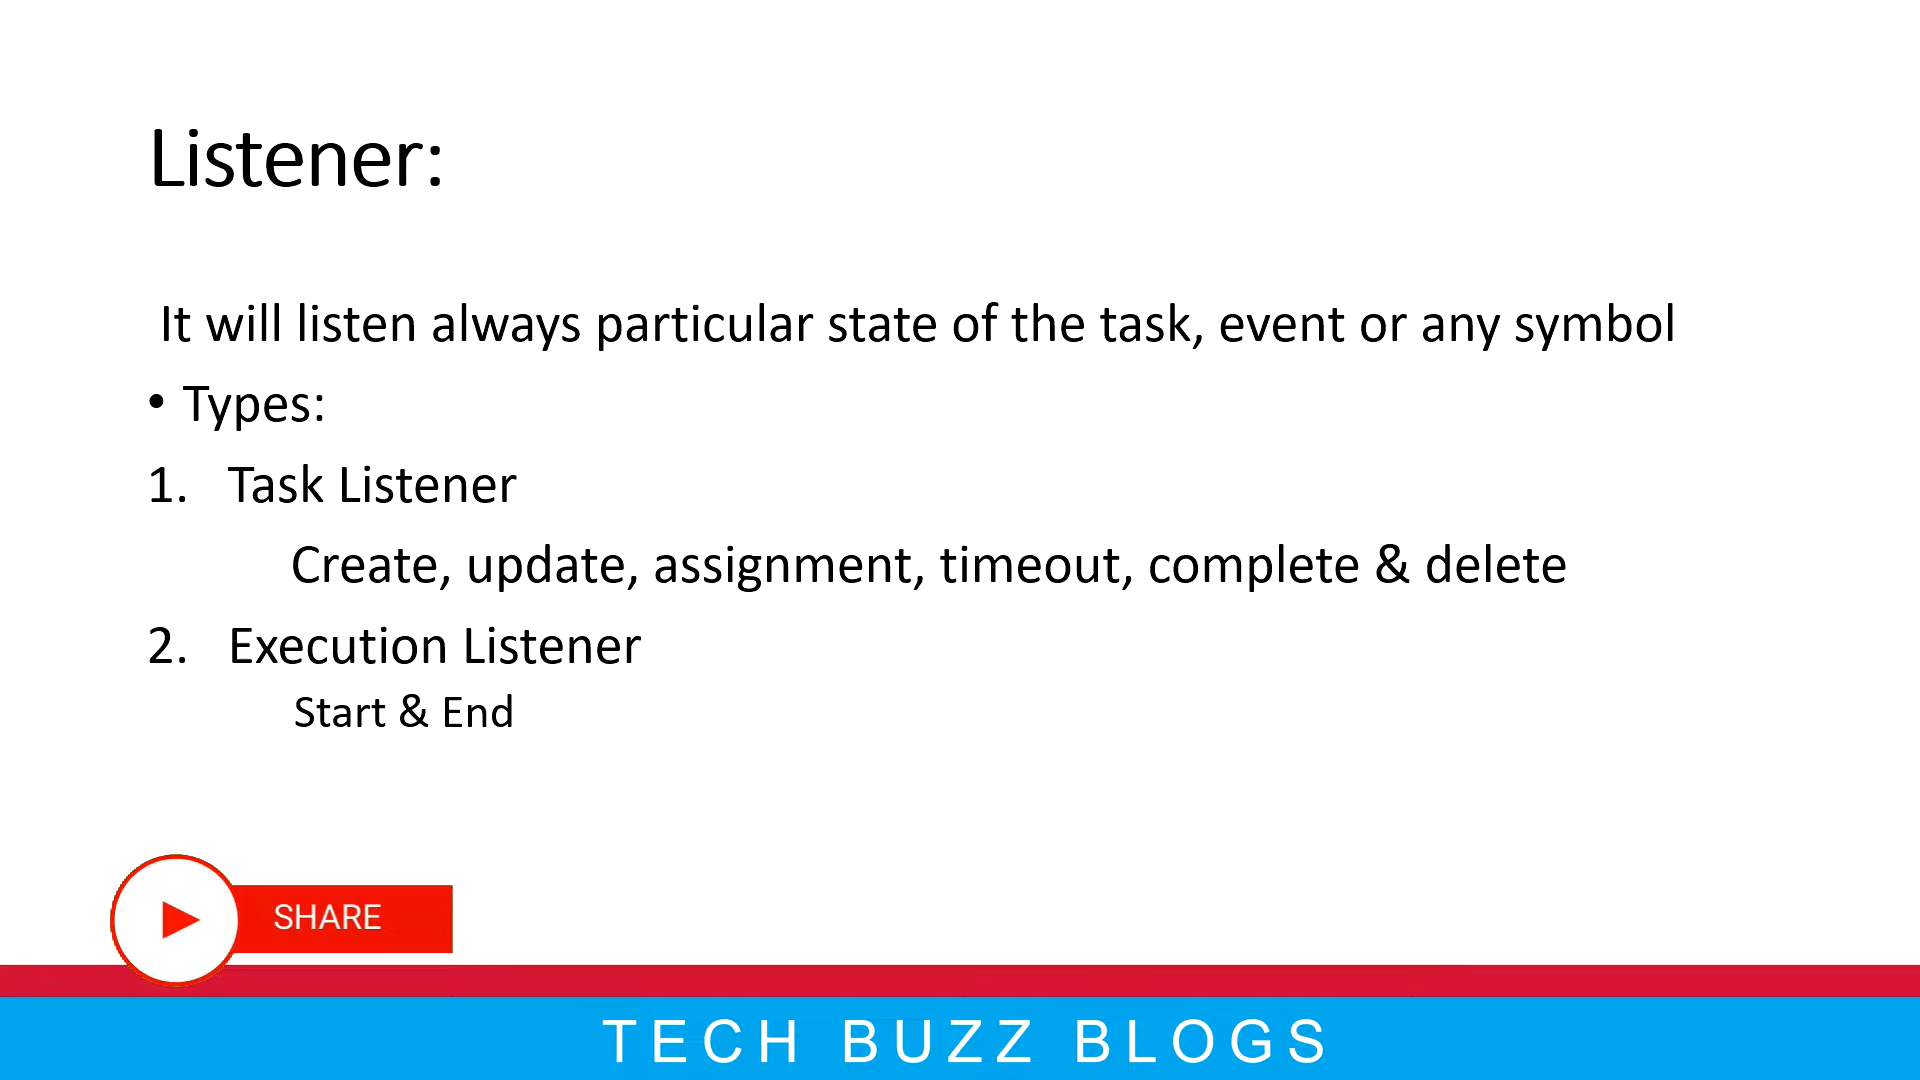 Listener:
It will listen always particular state of the task, event or any symbol
• Types:
1. Task Listener
Create, update, assignment, timeout, complete & delete
2. Execution Listener
Start & End
SHARE
TECH BUZZ BLOGS